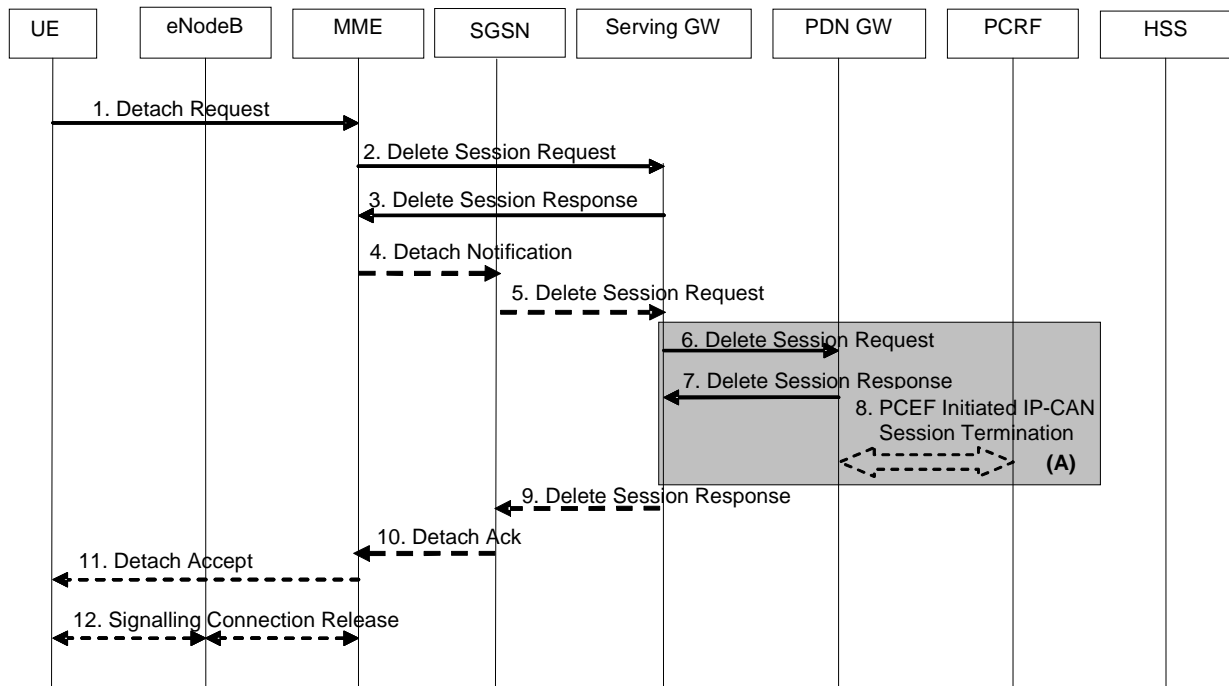 UE
eNodeB
MME
SGSN
Serving GW
PDN GW
PCRF
HSS
1. Detach Request
2. Delete Session Request
3. Delete Session Response
4. Detach Notification
5. Delete Session Request
6. Delete Session Request
7. Delete Session Response
8. PCEF Initiated IP-CAN
Session Termination
(A)
9. Delete Session Response
10. Detach Ack
11. Detach Accept
12. Signalling Connection Release